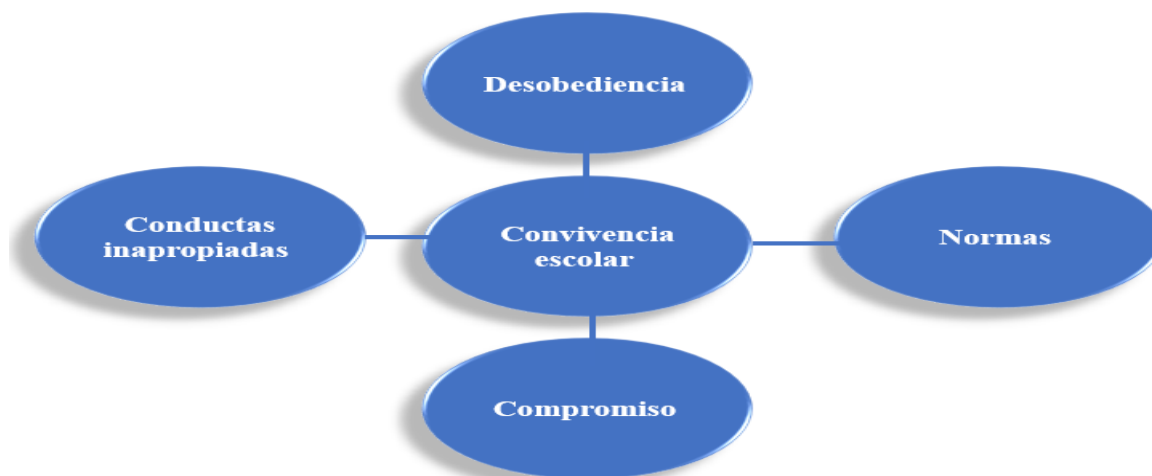 Desobediencia
Conductas
inapropiadas
Convivencia
escolar
Normas
Compromiso